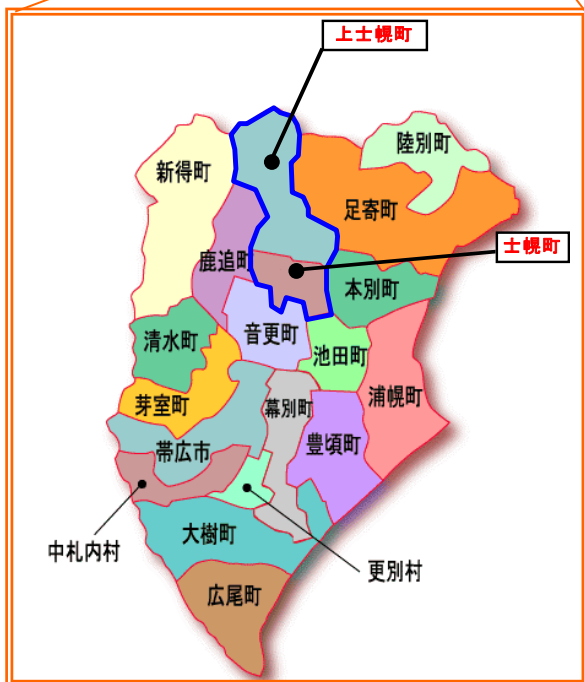 上士幌町
陸別町
新得町
足寄町
士幌町
鹿追町
本別町
音更町
清水町
池田町
浦幌町
芽室町
幕別町
帯広市
豊頃町
大樹町
中札内村
更別村
広尾町